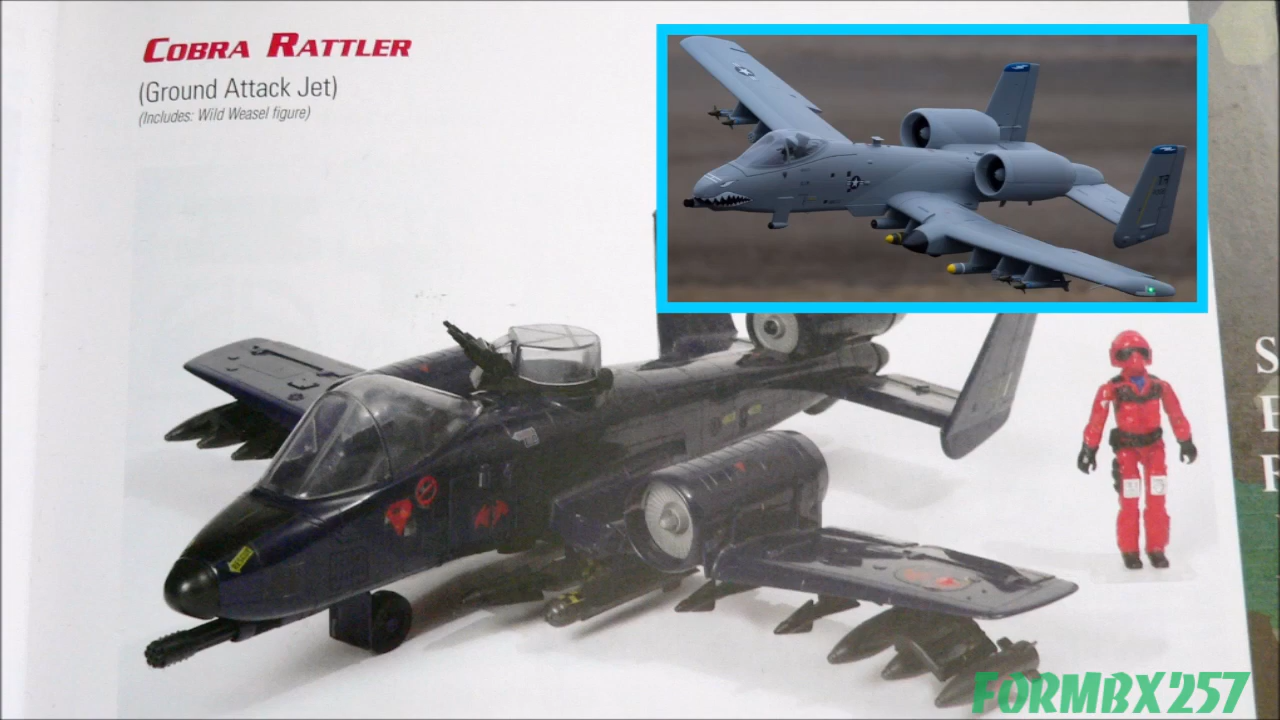 COBRA RATTLER
(Ground Attack Jet)
(Includes: Wild Weasel figure)
S
F
F
FORMBX257